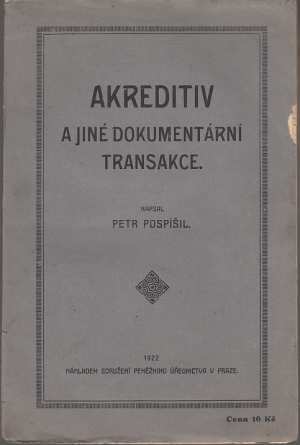 AKREDITIV
A JINÉ DOKUMENTÁRNÍ
TRANSAKCE.
NAPSAL
PETR POSPÍŠIL.
1922
NÁKLADEM SDRUŽENÍ PENĚŽNÍHO ÚŘEDNICTVA V PRAZE.
Cena 10 Kč